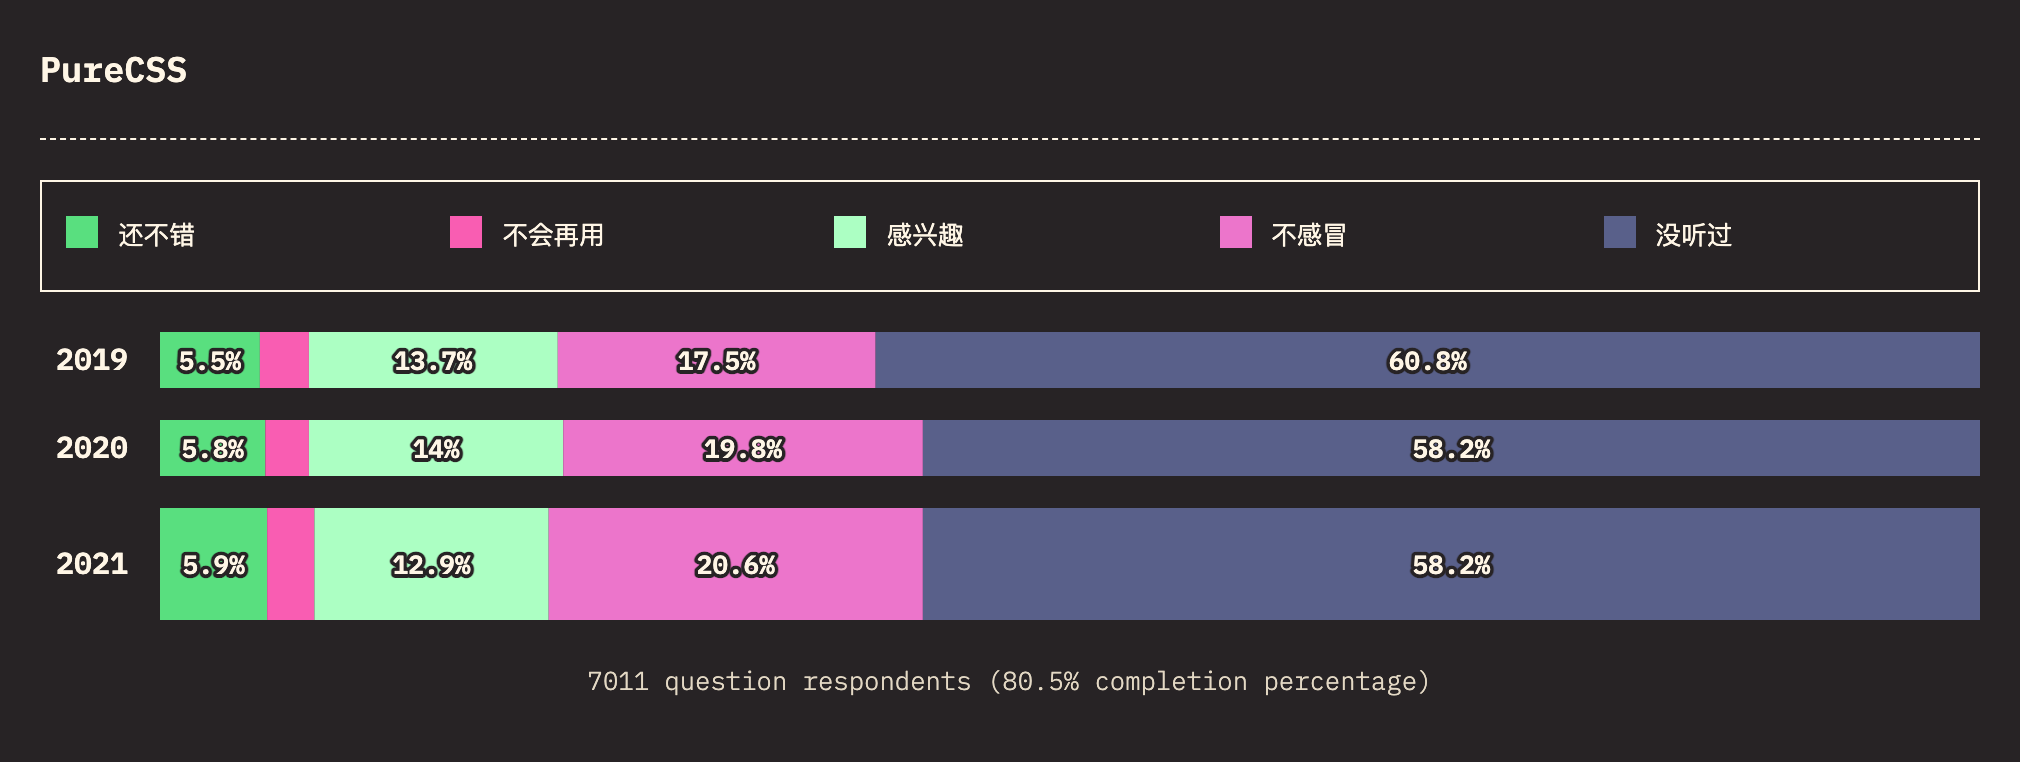 PureCSS
还不错 不会再用 感兴趣 不感冒 没听过
2019 5.5% 13.7% 17.5% 60.8%
2020 5.8% 14% 19.8% 58.2%
2021 5.9% 12.9% 20.6% 58.2%
7011 question respondents (80.5% completion percentage)